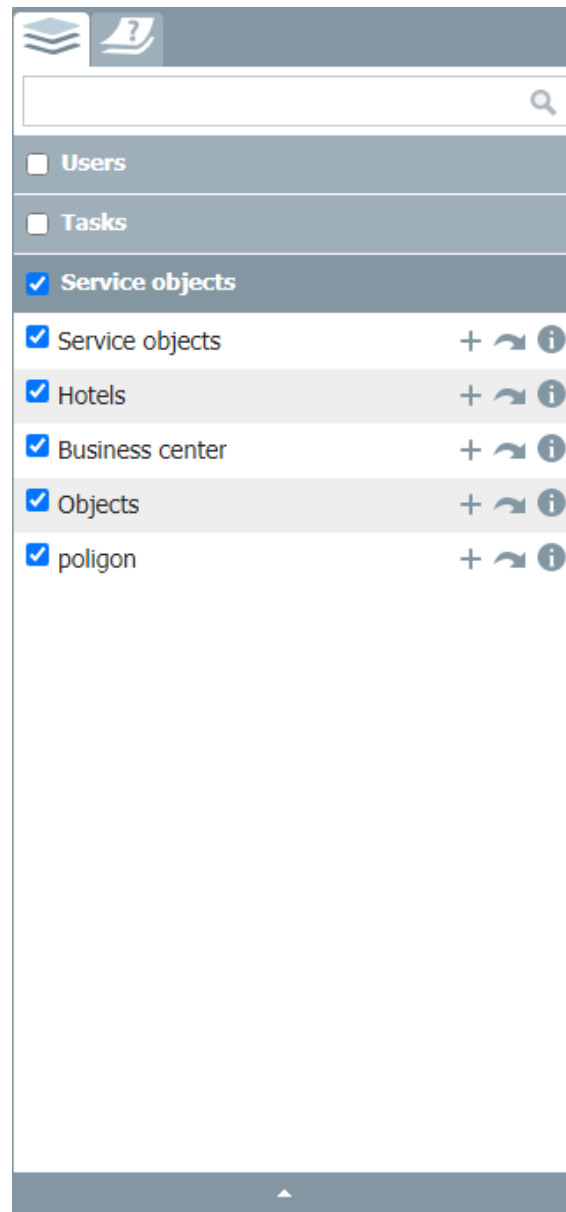 ?
Users
Tasks
Service objects
Service objects
Hotels
Business center
Objects
poligon